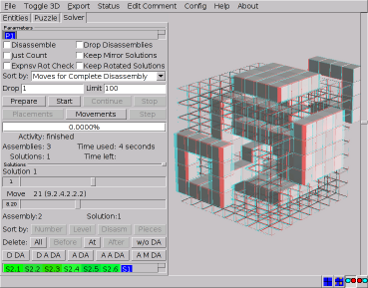 File Toggle 3D Export Status Edit Comment Config Help About
Entities Puzzle Solver
Parameters
P1
Disassemble Drop Disassemblies
Just Count Keep Mirror Solutions
Expnsv Rot Check Keep Rotated Solutions
Sort by: Moves for Complete Disassembly
Drop 1 Limit 100
Prepare Start Continue Stop
Placements Movements Step
0.0000%
Activity: finished
Assemblies: 3 Time used: 4 seconds
Solutions: 1 Time left:
Solutions
Solution 1
1
Move 21 (9.2.4.2.2)
8.20
Assembly:2 Solution:1
Sort by: Number Level Disasm Pieces
Delete: All Before At After w/o DA
D DA A DA A A DA A M DA
S2.1 S2.2 S2.3 S2.4 S2.5 S2.6 S1